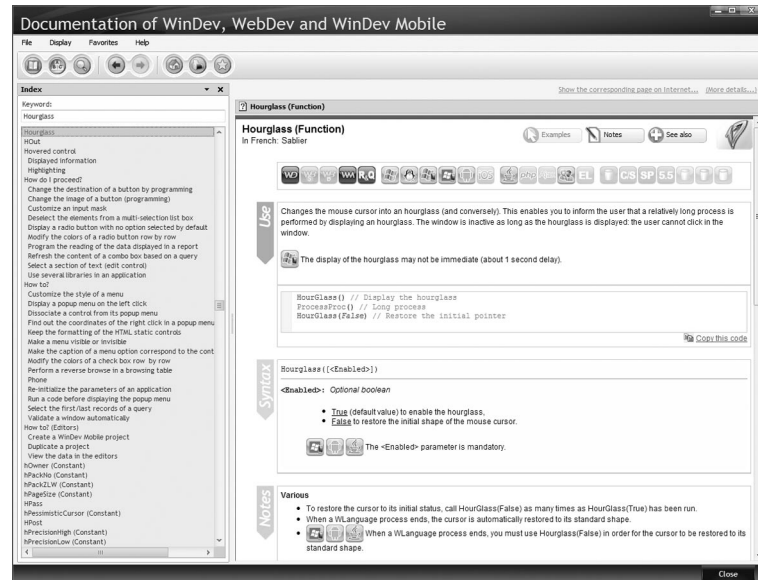 Documentation of WinDev, WebDev and WinDev Mobile
File Display Favorites Help
Index
Show the corresponding page on Internet... (More details...)
Keyword:
Hourglass
Hourglass
HOut
Hovered control
Displayed information
Highlighting
How do I proceed?
Change the destination of a button by programming
Change the image of a button (programming)
Customize an input mask
Deselect the elements from a multi-selection list box
Display a radio button with no option selected by default
Modify the colors of a radio button row by row
Program the reading of the data displayed in a report
Refresh the content of a combo box based on a query
Select a section of text (edit control)
Use several libraries in an application
How to?
Customize the style of a menu
Display a popup menu on the left click
Dissociate a control from its popup menu
Find out the coordinates of the right click in a popup menu
Keep the formatting of the HTML static controls
Make a menu visible or invisible
Make the caption of a menu option correspond to the cont
Modify the colors of a check box row by row
Perform a reverse browse in a browsing table
Phone
Re-initialize the parameters of an application
Run a code before displaying the popup menu
Select the first/last records of a query
Validate a window automatically
How to? (Editors)
Create a WinDev Mobile project
Duplicate a project
View the data in the editors
hOwner (Constant)
hPackNo (Constant)
hPackZLW (Constant)
hPageSize (Constant)
HPass
hPessimisticCursor (Constant)
HPost
hPrecisionHigh (Constant)
hPrecisionLow (Constant)
Hourglass (Function)
Hourglass (Function)
In French: Sablier
Examples Notes See also
WD WM R&Q php EL C/S SP 5.5
Use
Changes the mouse cursor into an hourglass (and conversely). This enables you to inform the user that a relatively long process is
performed by displaying an hourglass. The window is inactive as long as the hourglass is displayed: the user cannot click in the
window.
The display of the hourglass may not be immediate (about 1 second delay).
HourGlass() // Display the hourglass
ProcessProc() // Long process
HourGlass(False) // Restore the initial pointer
Copy this code
Syntax
Hourglass([<Enabled>])
<Enabled>: Optional boolean
• True (default value) to enable the hourglass,
• False to restore the initial shape of the mouse cursor.
The <Enabled> parameter is mandatory.
Notes
Various
• To restore the cursor to its initial status, call HourGlass(False) as many times as HourGlass(True) has been run.
• When a WLanguage process ends, the cursor is automatically restored to its standard shape.
• When a WLanguage process ends, you must use Hourglass(False) in order for the cursor to be restored to its
standard shape.
Close